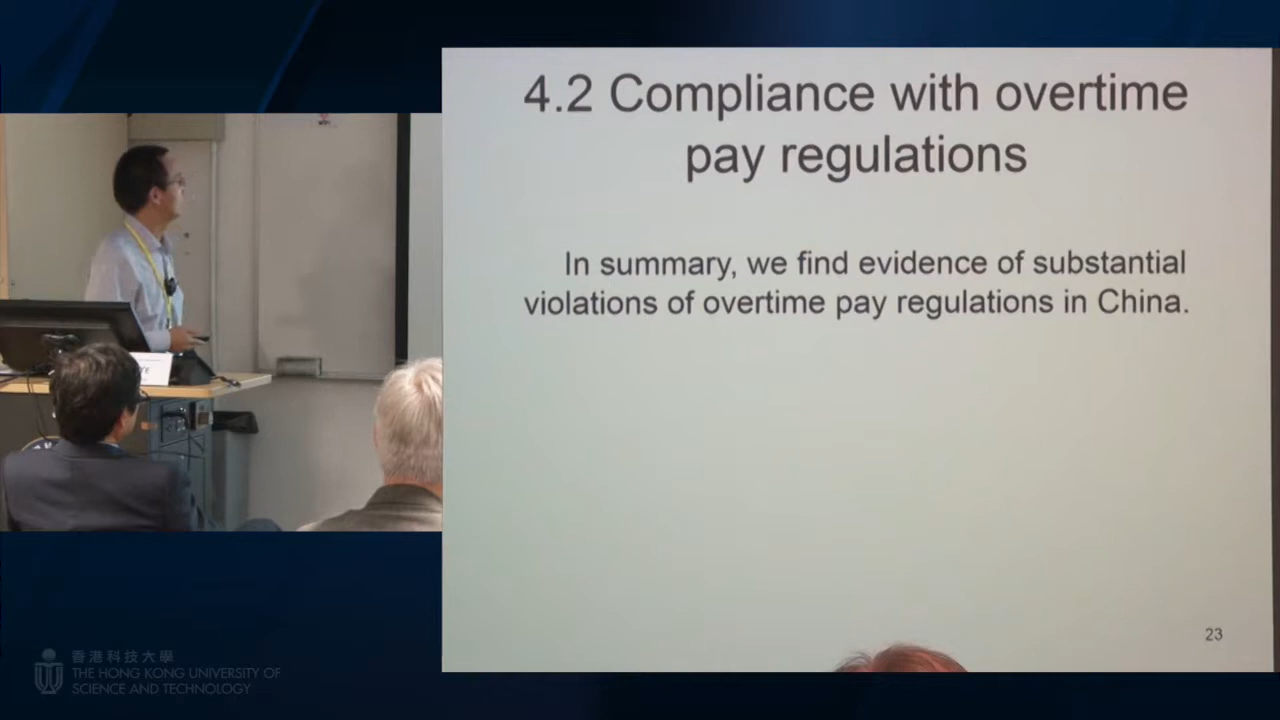 4.2 Compliance with overtime
pay regulations
In summary, we find evidence of substantial
violations of overtime pay regulations in China.
23
香港科技大學
THE HONG KONG UNIVERSITY OF
SCIENCE AND TECHNOLOGY